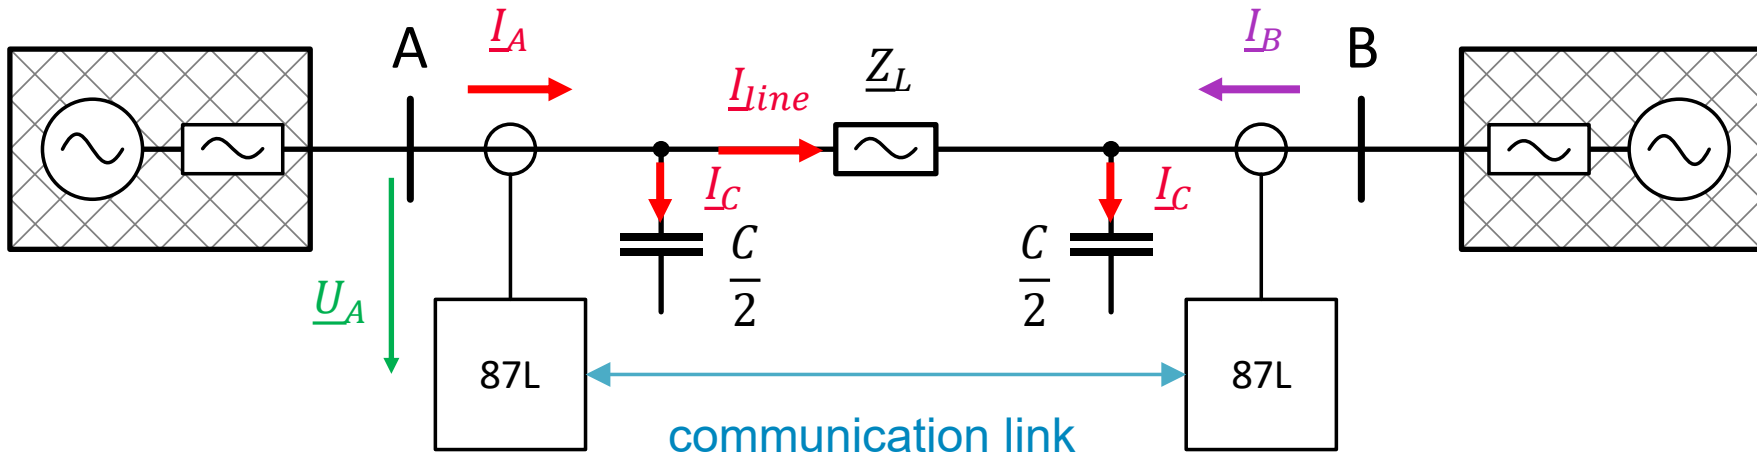 A
I_A
I_line
Z_L
I_B
B
I_C
I_C
C/2
C/2
U_A
87L
87L
communication link